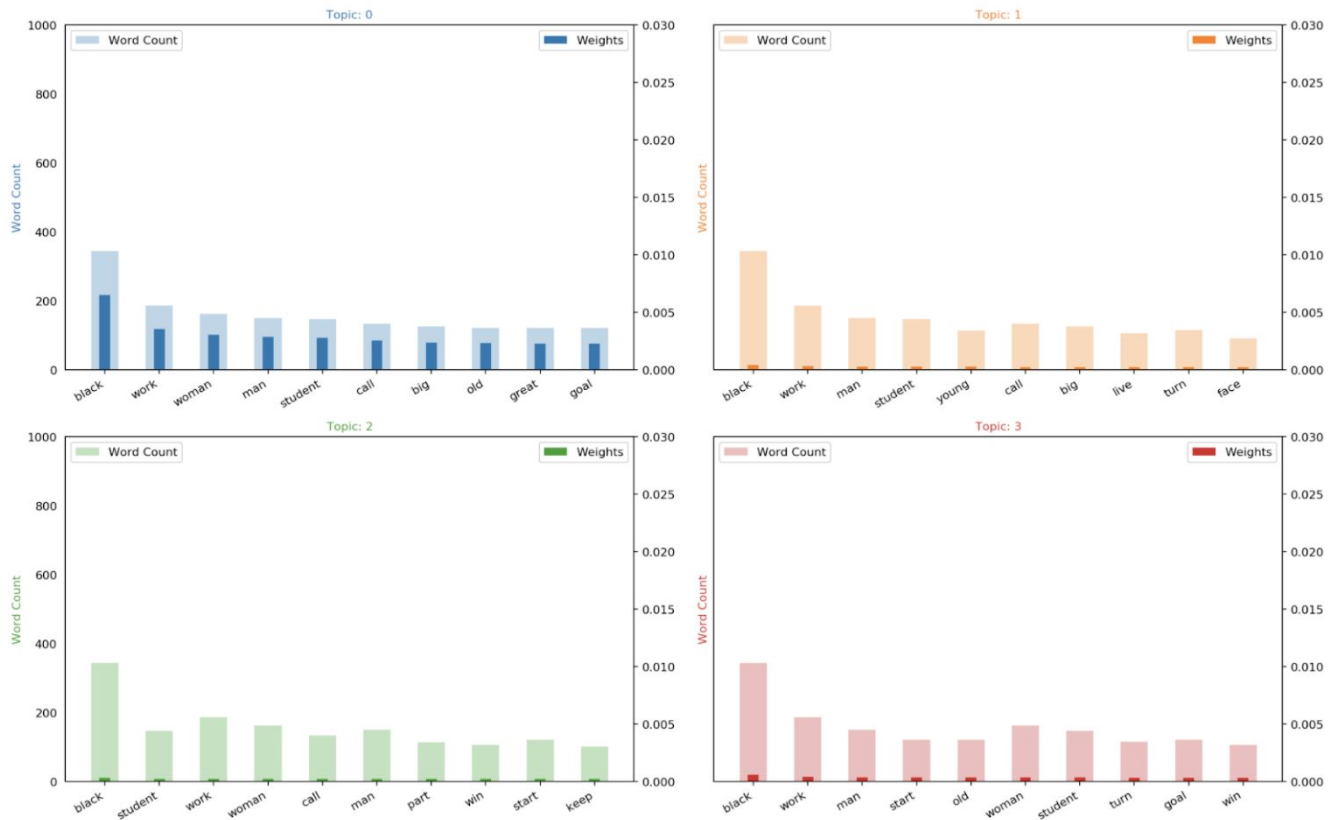 Topic: 0
Word Count
Weights
1000
800
600
400
200
0
Word Count
0.030
0.025
0.020
0.015
0.010
0.005
0.000
black work woman man student call big old great goal
Topic: 1
Word Count
Weights
Word Count
0.030
0.025
0.020
0.015
0.010
0.005
0.000
black work man student young call big live turn face
Topic: 2
Word Count
Weights
1000
800
600
400
200
0
Word Count
0.030
0.025
0.020
0.015
0.010
0.005
0.000
black student work woman call man part win start keep
Topic: 3
Word Count
Weights
Word Count
0.030
0.025
0.020
0.015
0.010
0.005
0.000
black work man start old woman student turn goal win